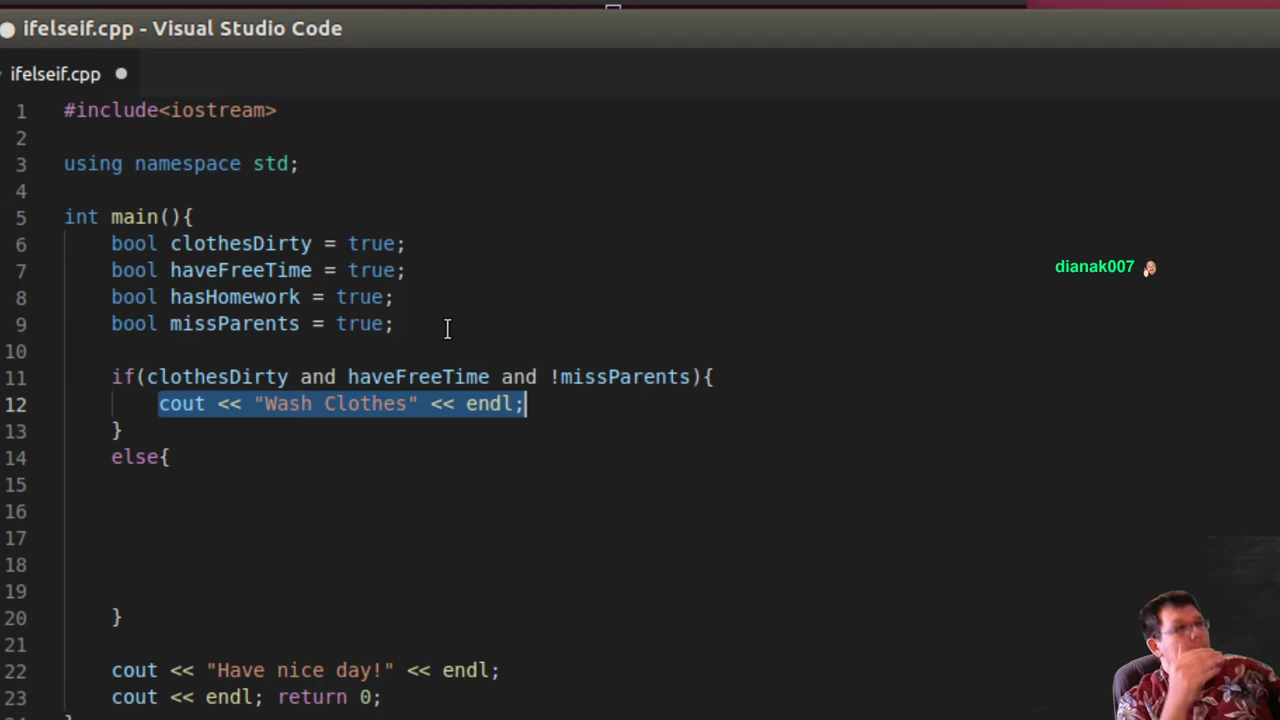 ifelseif.cpp - Visual Studio Code
ifelseif.cpp
1 #include<iostream>
2
3 using namespace std;
4
5 int main(){
6 bool clothesDirty = true;
7 bool haveFreeTime = true;
8 bool hasHomework = true;
9 bool missParents = true;
10
11 if(clothesDirty and haveFreeTime and !missParents){
12 cout << "Wash Clothes" << endl;
13 }
14 else{
15
16
17
18
19
20 }
21
22 cout << "Have nice day!" << endl;
23 cout << endl; return 0;
dianak007